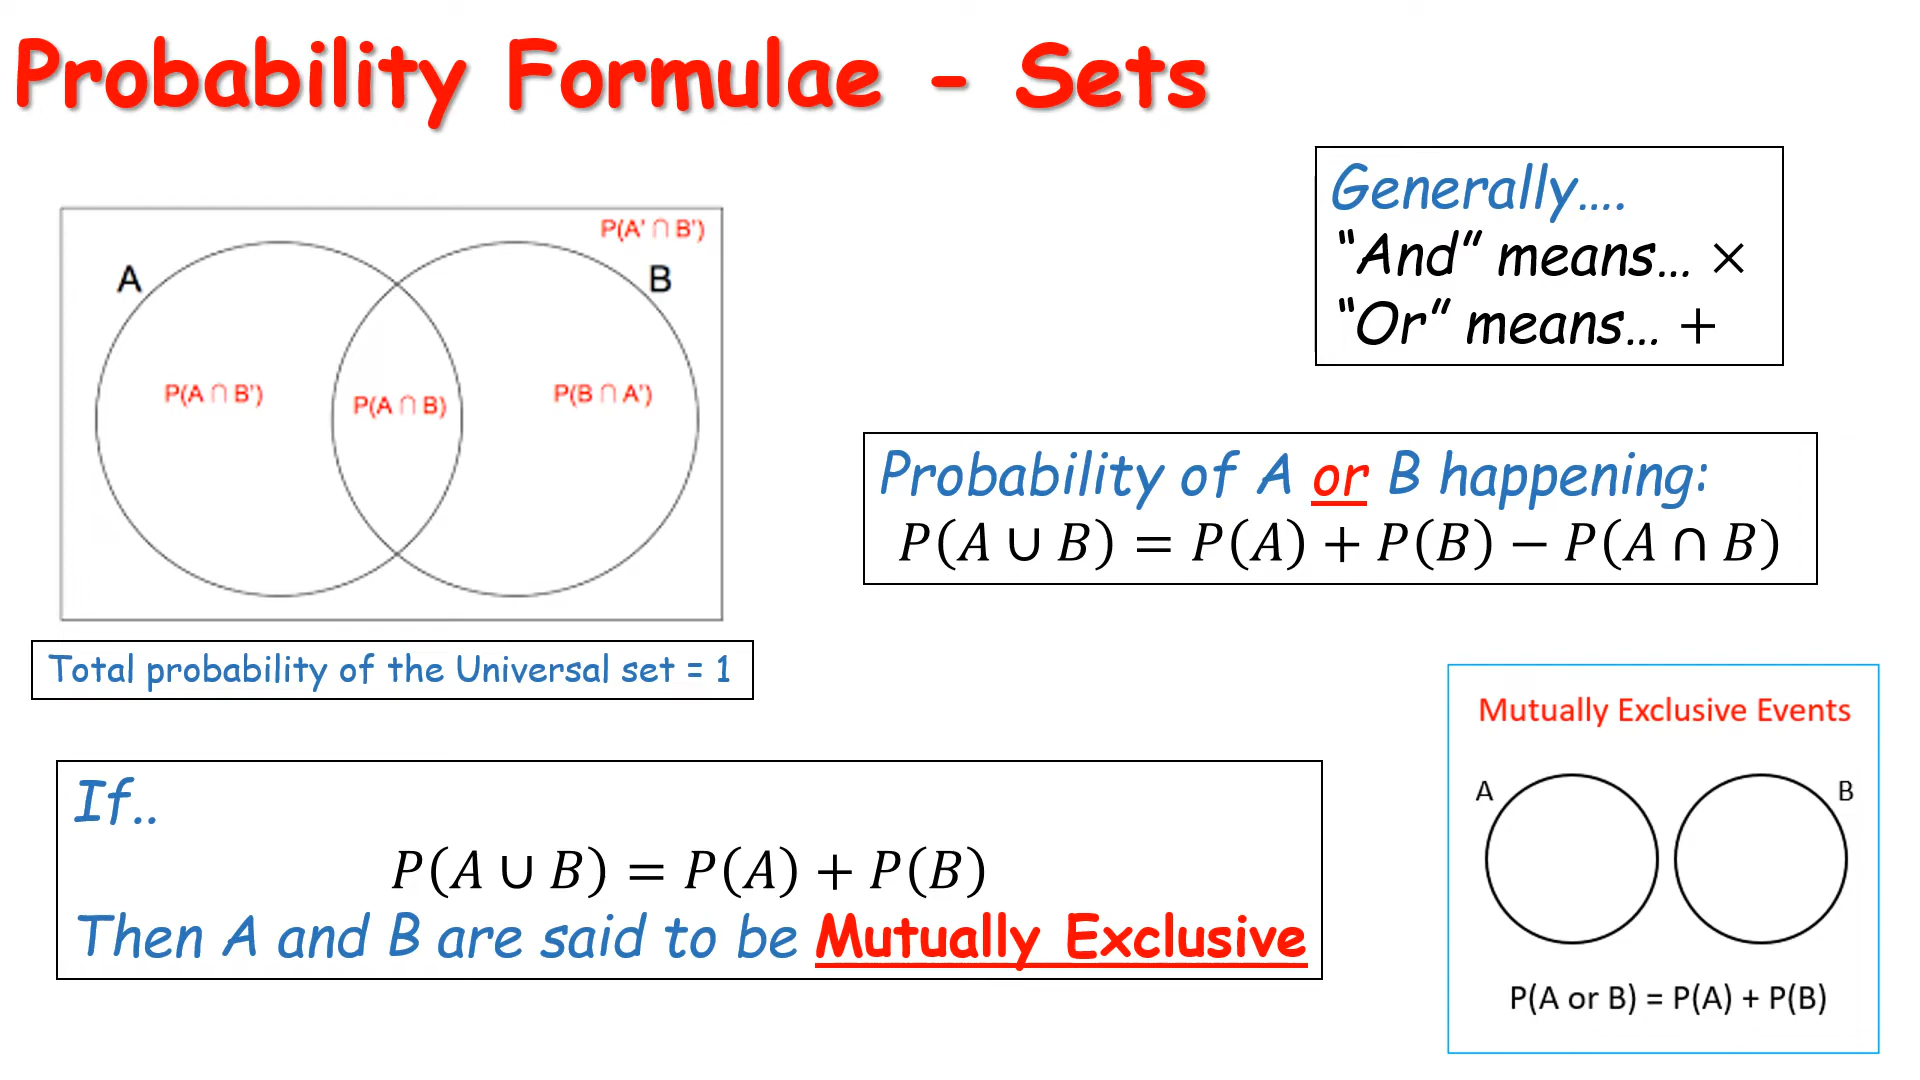 Probability Formulae - Sets
Generally....
“And” means... ×
“Or” means... +
P(A' ∩ B')
A
B
P(A ∩ B')
P(A ∩ B)
P(B ∩ A')
Probability of A or B happening:
P(A ∪ B) = P(A) + P(B) − P(A ∩ B)
Total probability of the Universal set = 1
If..
P(A ∪ B) = P(A) + P(B)
Then A and B are said to be Mutually Exclusive
Mutually Exclusive Events
A
B
P(A or B) = P(A) + P(B)